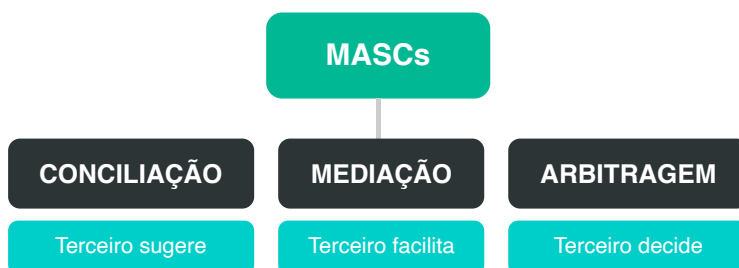 MASCs
CONCILIAÇÃO
MEDIAÇÃO
ARBITRAGEM
Terceiro sugere
Terceiro facilita
Terceiro decide